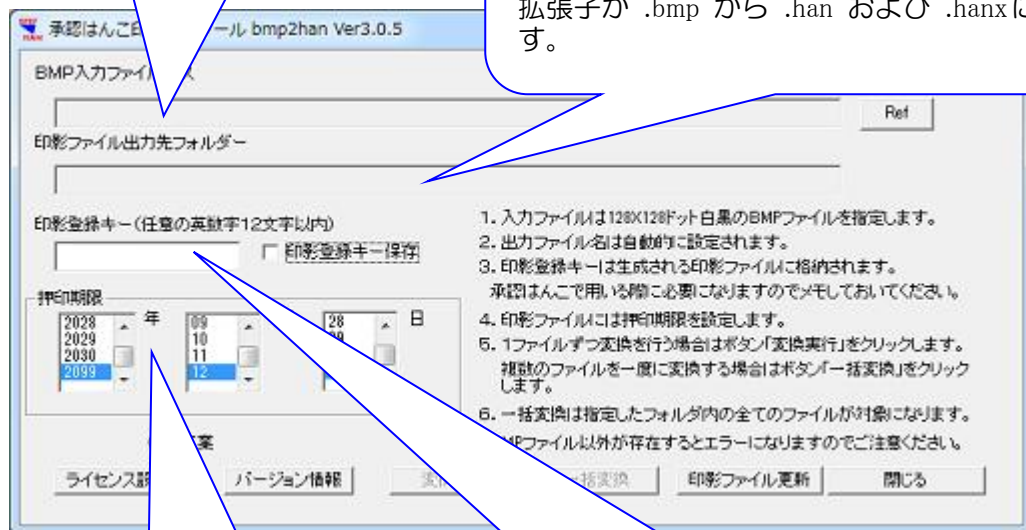 拡張子が .bmp から .han および .hanxに
す。
承認はんこ ール bmp2han Ver3.0.5
BMP入力ファイル
Ref
印影ファイル出力先フォルダー
印影登録キー(任意の英数字12文字以内)
印影登録キー保存
押印期限
2028
2029
2030
2099
年
09
10
11
12
28
日
1. 入力ファイルは128X128ドット白黒のBMPファイルを指定します。
2. 出力ファイル名は自動的に設定されます。
3. 印影登録キーは生成される印影ファイルに格納されます。
承認はんこで用いる際に必要になりますのでメモしておいてください。
4. 印影ファイルには押印期限を設定します。
5. 1ファイルずつ変換を行う場合はボタン「変換実行」をクリックします。
複数のファイルを一度に変換する場合はボタン「一括変換」をクリック
します。
6. 一括変換は指定したフォルダ内の全てのファイルが対象になります。
MPファイル以外が存在するとエラーになりますのでご注意ください。
業
ライセンス
バージョン情報
変
括変換
印影ファイル更新
閉じる